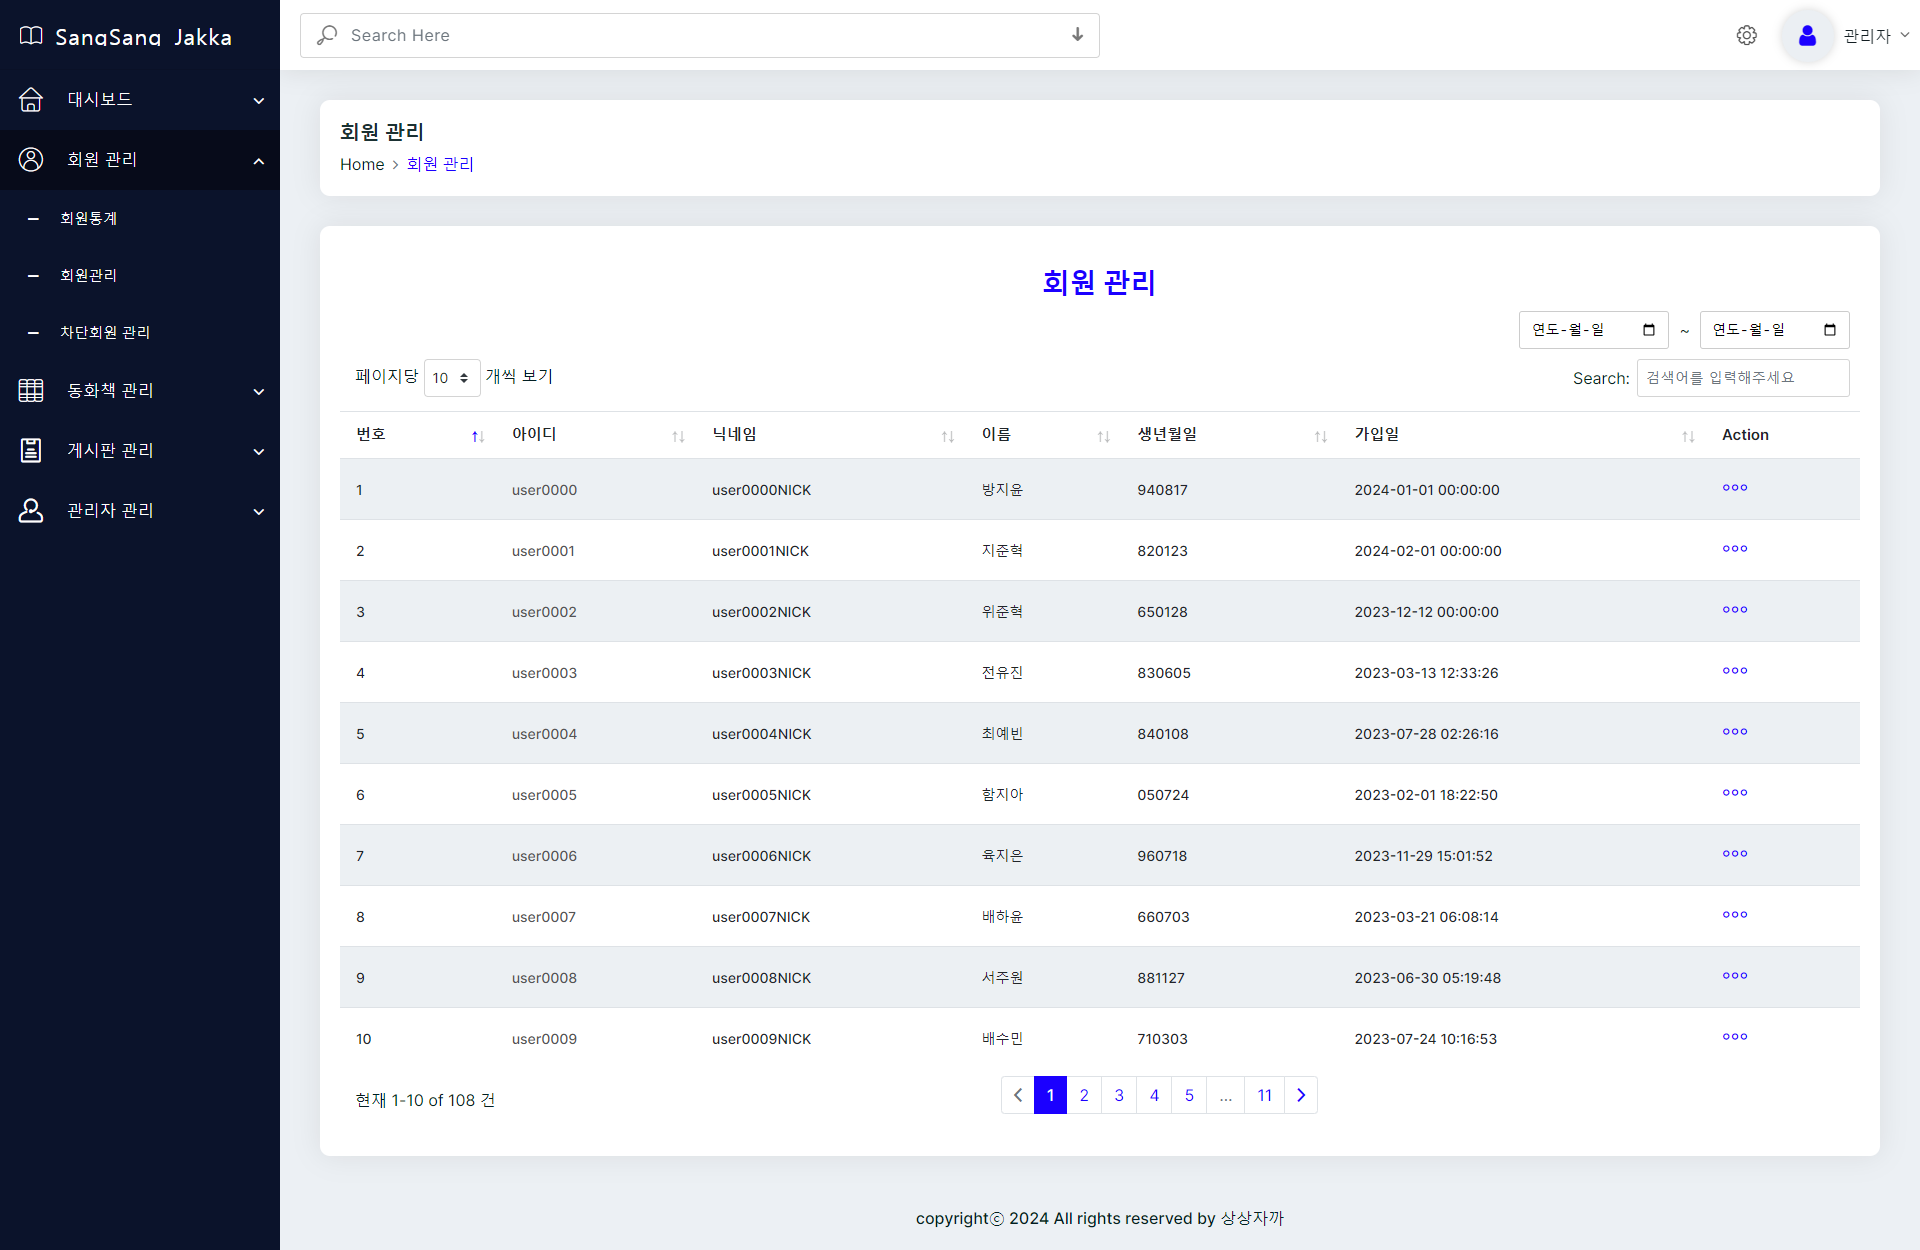 SangSang Jakka
Search Here
관리자
대시보드
회원 관리
회원통계
회원관리
차단회원 관리
동화책 관리
게시판 관리
관리자 관리
회원 관리
Home > 회원 관리
회원 관리
연도-월-일 ~ 연도-월-일
페이지당 10 개씩 보기
Search: 검색어를 입력해주세요
번호 아이디 닉네임 이름 생년월일 가입일 Action
1 user0000 user0000NICK 방지윤 940817 2024-01-01 00:00:00
2 user0001 user0001NICK 지준혁 820123 2024-02-01 00:00:00
3 user0002 user0002NICK 위준혁 650128 2023-12-12 00:00:00
4 user0003 user0003NICK 전유진 830605 2023-03-13 12:33:26
5 user0004 user0004NICK 최예빈 840108 2023-07-28 02:26:16
6 user0005 user0005NICK 함지아 050724 2023-02-01 18:22:50
7 user0006 user0006NICK 육지은 960718 2023-11-29 15:01:52
8 user0007 user0007NICK 배하윤 660703 2023-03-21 06:08:14
9 user0008 user0008NICK 서주원 881127 2023-06-30 05:19:48
10 user0009 user0009NICK 배수민 710303 2023-07-24 10:16:53
현재 1-10 of 108 건
1 2 3 4 5 ... 11
copyrightⓒ 2024 All rights reserved by 상상자까